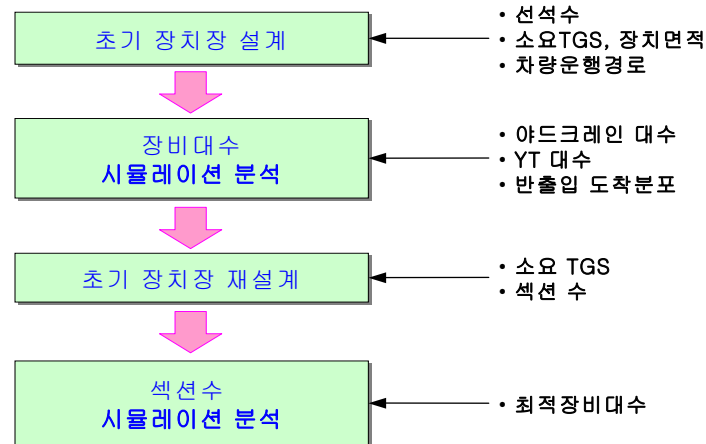 초기 장치장 설계
• 선석수
• 소요TGS, 장치면적
• 차량운행경로
장비대수
시뮬레이션 분석
• 야드크레인 대수
• YT 대수
• 반출입 도착분포
초기 장치장 재설계
• 소요 TGS
• 섹션 수
섹션수
시뮬레이션 분석
• 최적장비대수